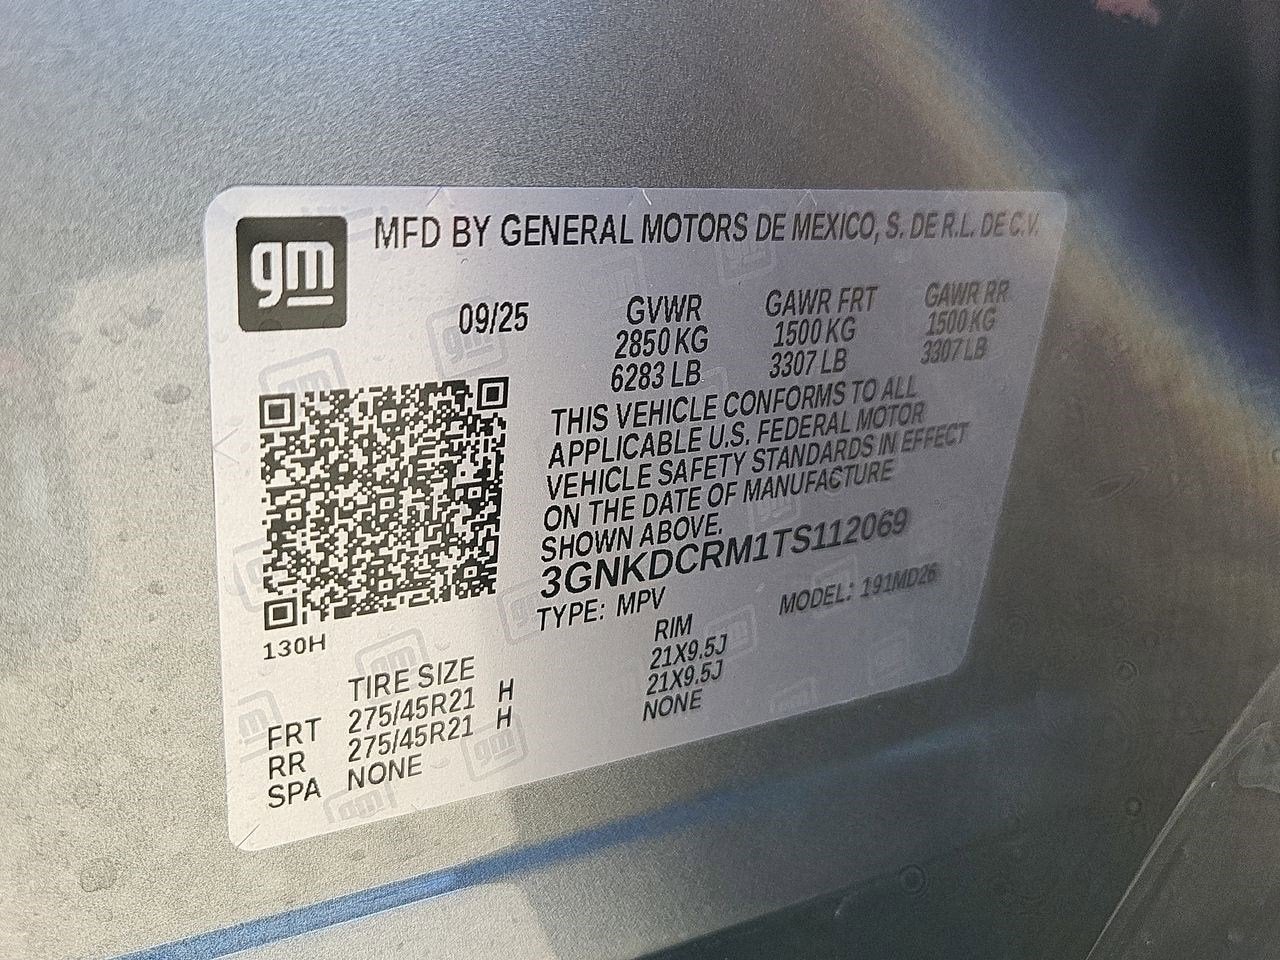 gm
MFD BY GENERAL MOTORS DE MEXICO, S. DE R.L. DE C.V.
09/25 GVWR GAWR FRT GAWR RR
2850 KG 1500 KG 1500 KG
6283 LB 3307 LB 3307 LB
THIS VEHICLE CONFORMS TO ALL
APPLICABLE U.S. FEDERAL MOTOR
VEHICLE SAFETY STANDARDS IN EFFECT
ON THE DATE OF MANUFACTURE
SHOWN ABOVE.
3GNKDCRM1TS112069
TYPE: MPV MODEL: 191MD26
130H
TIRE SIZE RIM
FRT 275/45R21 H 21X9.5J
RR 275/45R21 H 21X9.5J
SPA NONE NONE